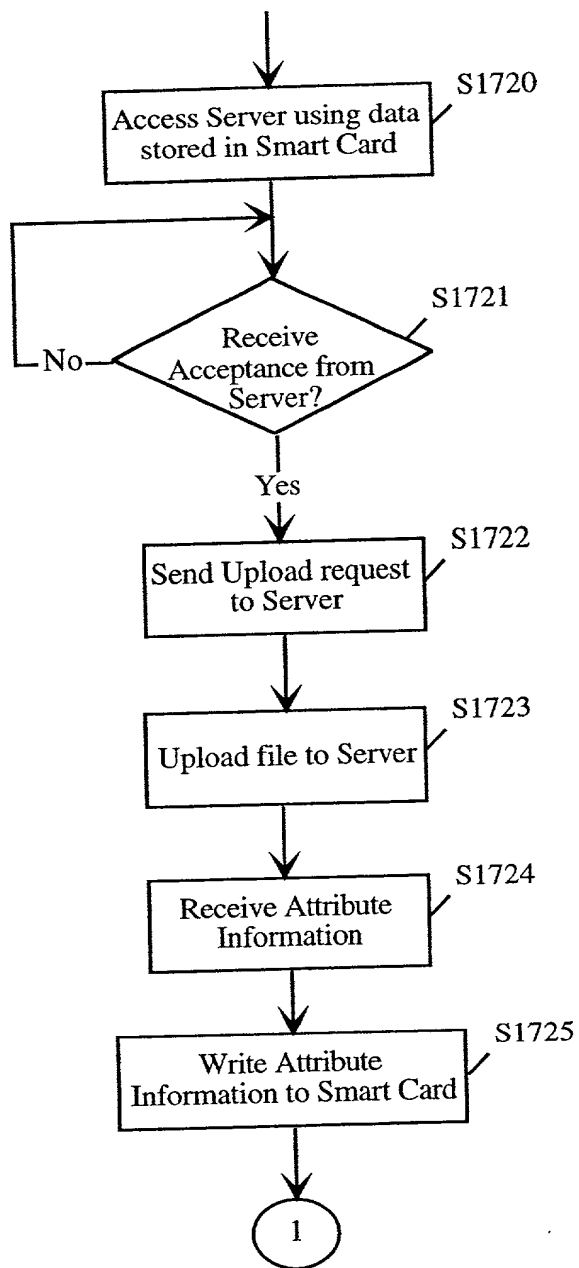 S1720
Access Server using data
stored in Smart Card
S1721
Receive
Acceptance from
Server?
No
Yes
S1722
Send Upload request
to Server
S1723
Upload file to Server
S1724
Receive Attribute
Information
S1725
Write Attribute
Information to Smart Card
1